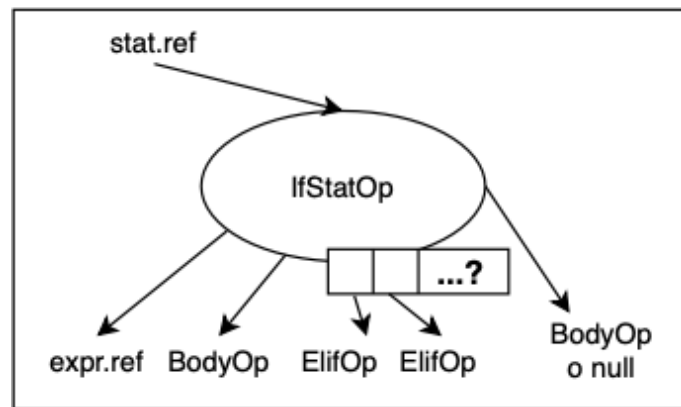 stat.ref
IfStatOp
...?
expr.ref BodyOp ElifOp ElifOp
BodyOp
o null